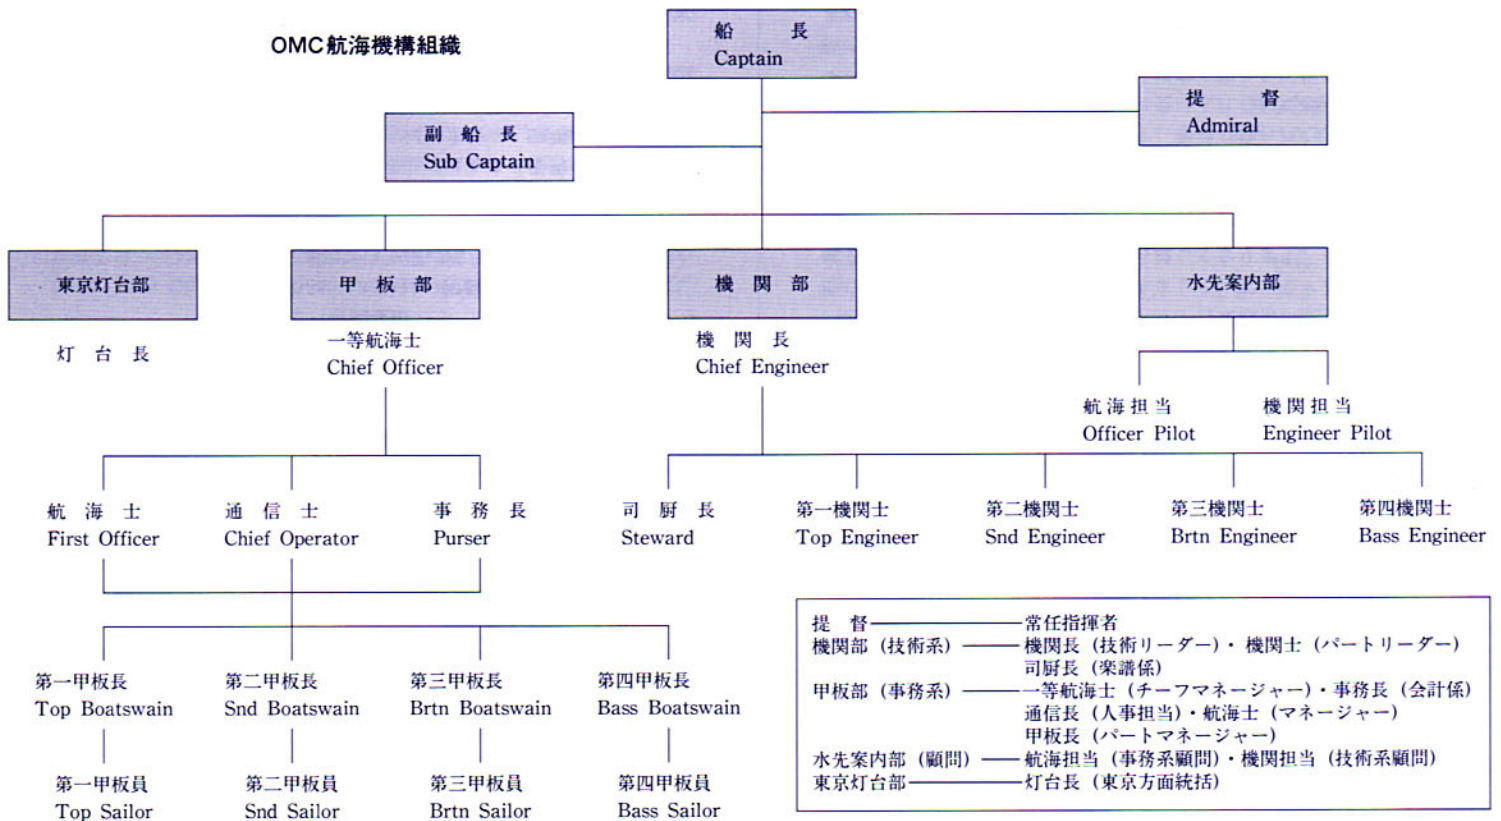 OMC航海機構組織
船長
Captain
提督
Admiral
副船長
Sub Captain
東京灯台部
甲板部
機関部
水先案内部
灯台長
一等航海士
Chief Officer
機関長
Chief Engineer
航海担当
Officer Pilot
機関担当
Engineer Pilot
航海士
First Officer
通信士
Chief Operator
事務長
Purser
司厨長
Steward
第一機関士
Top Engineer
第二機関士
Snd Engineer
第三機関士
Brtn Engineer
第四機関士
Bass Engineer
第一甲板長
Top Boatswain
第二甲板長
Snd Boatswain
第三甲板長
Brtn Boatswain
第四甲板長
Bass Boatswain
第一甲板員
Top Sailor
第二甲板員
Snd Sailor
第三甲板員
Brtn Sailor
第四甲板員
Bass Sailor
提督――常任指揮者
機関部（技術系）――機関長（技術リーダー）・機関士（パートリーダー）
司厨長（楽譜係）
甲板部（事務系）――一等航海士（チーフマネージャー）・事務長（会計係）
通信長（人事担当）・航海士（マネージャー）
甲板長（パートマネージャー）
水先案内部（顧問）――航海担当（事務系顧問）・機関担当（技術系顧問）
東京灯台部――灯台長（東京方面統括）